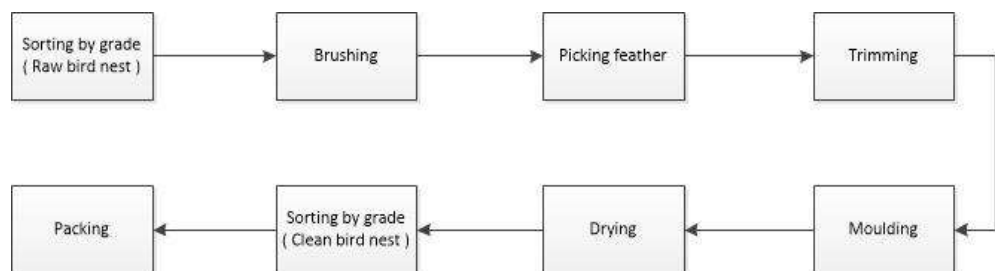 Sorting by grade
( Raw bird nest )
Brushing
Picking feather
Trimming
Moulding
Drying
Sorting by grade
( Clean bird nest )
Packing